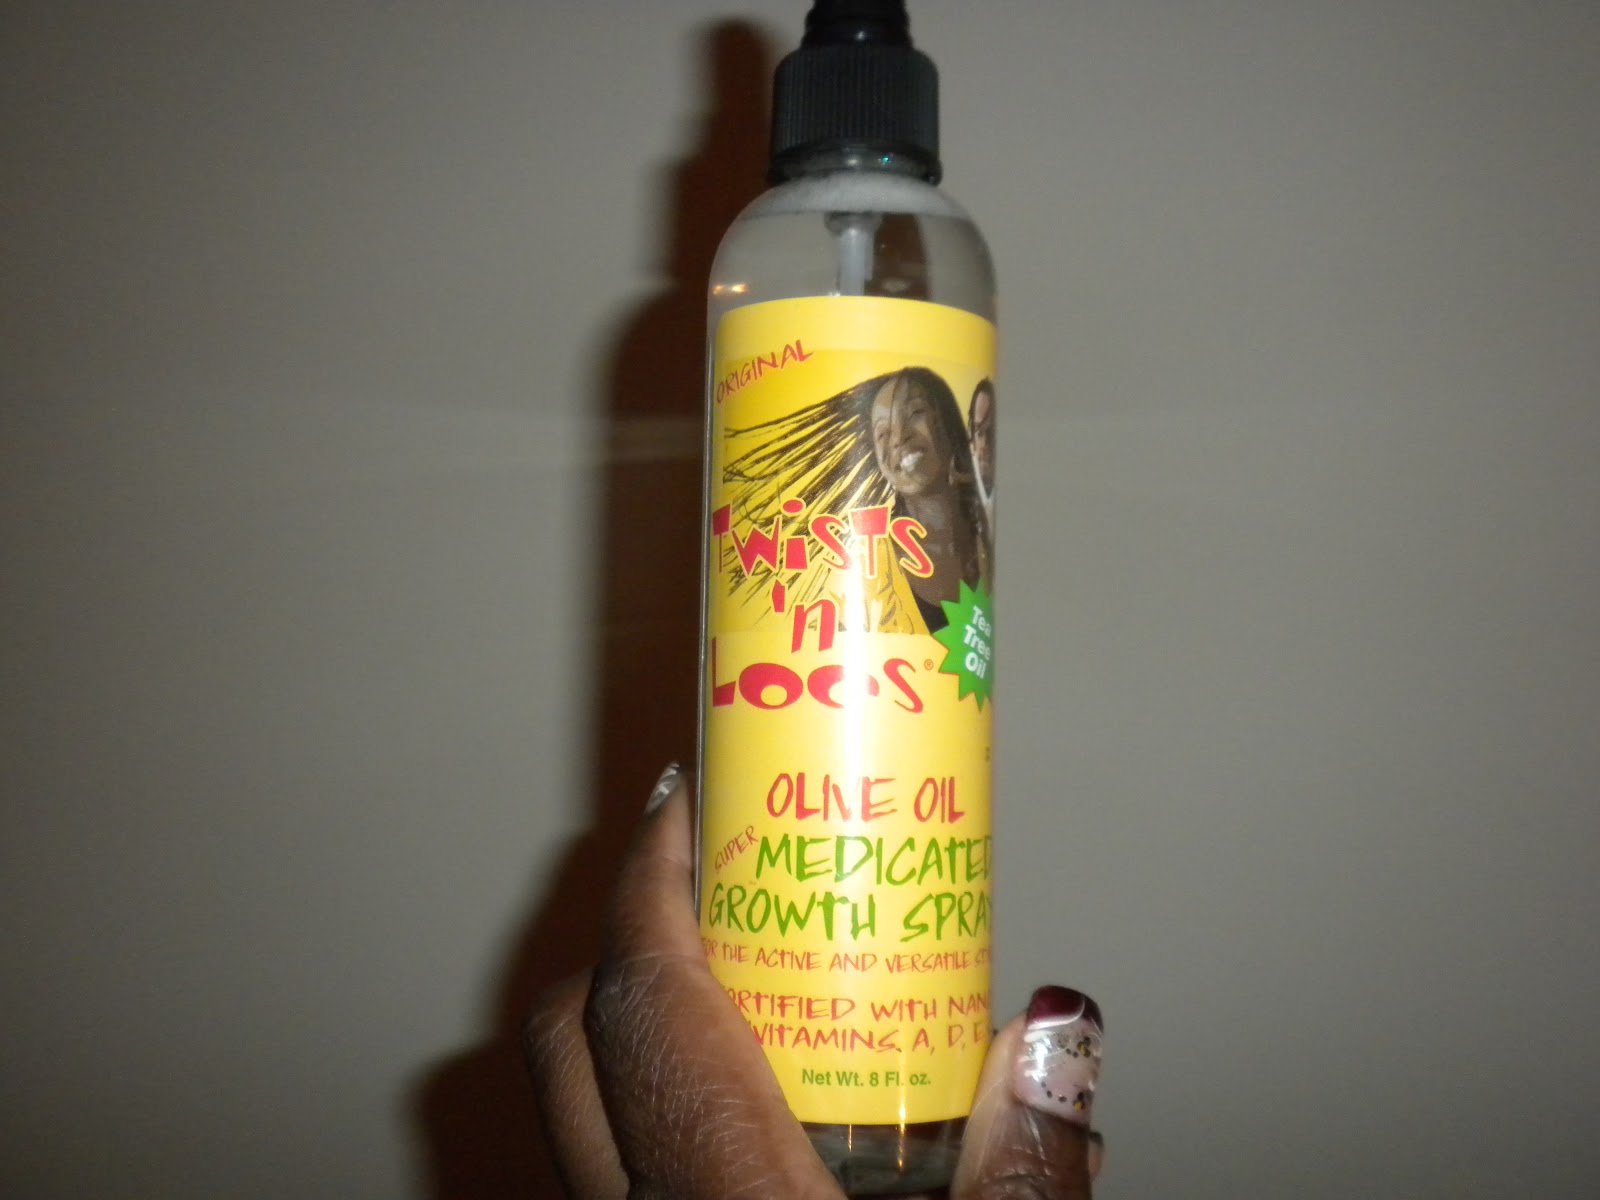 ORIGINAL
TWISTS
'n
LOCS®
Tea
Tree
Oil
OLIVE OIL
SUPER MEDICATED
GROWTH SPRAY
FOR THE ACTIVE AND VERSATILE
FORTIFIED WITH
VITAMINS, A, D, E
Net Wt. 8 Fl. oz.